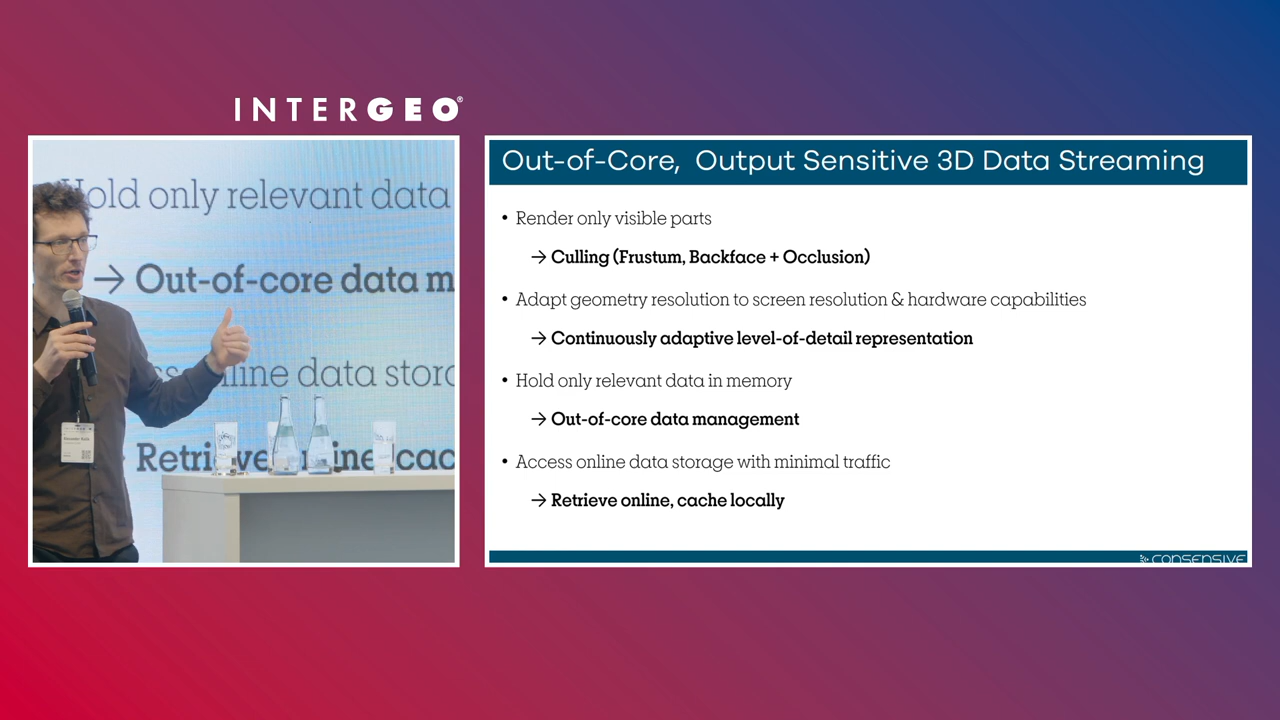 INTERGEO®
Hold only relevant data
→ Out-of-core data m
line data stor
Retrieve online, cac
Out-of-Core, Output Sensitive 3D Data Streaming
• Render only visible parts
→ Culling (Frustum, Backface + Occlusion)
• Adapt geometry resolution to screen resolution & hardware capabilities
→ Continuously adaptive level-of-detail representation
• Hold only relevant data in memory
→ Out-of-core data management
• Access online data storage with minimal traffic
→ Retrieve online, cache locally
CONSENSIVE